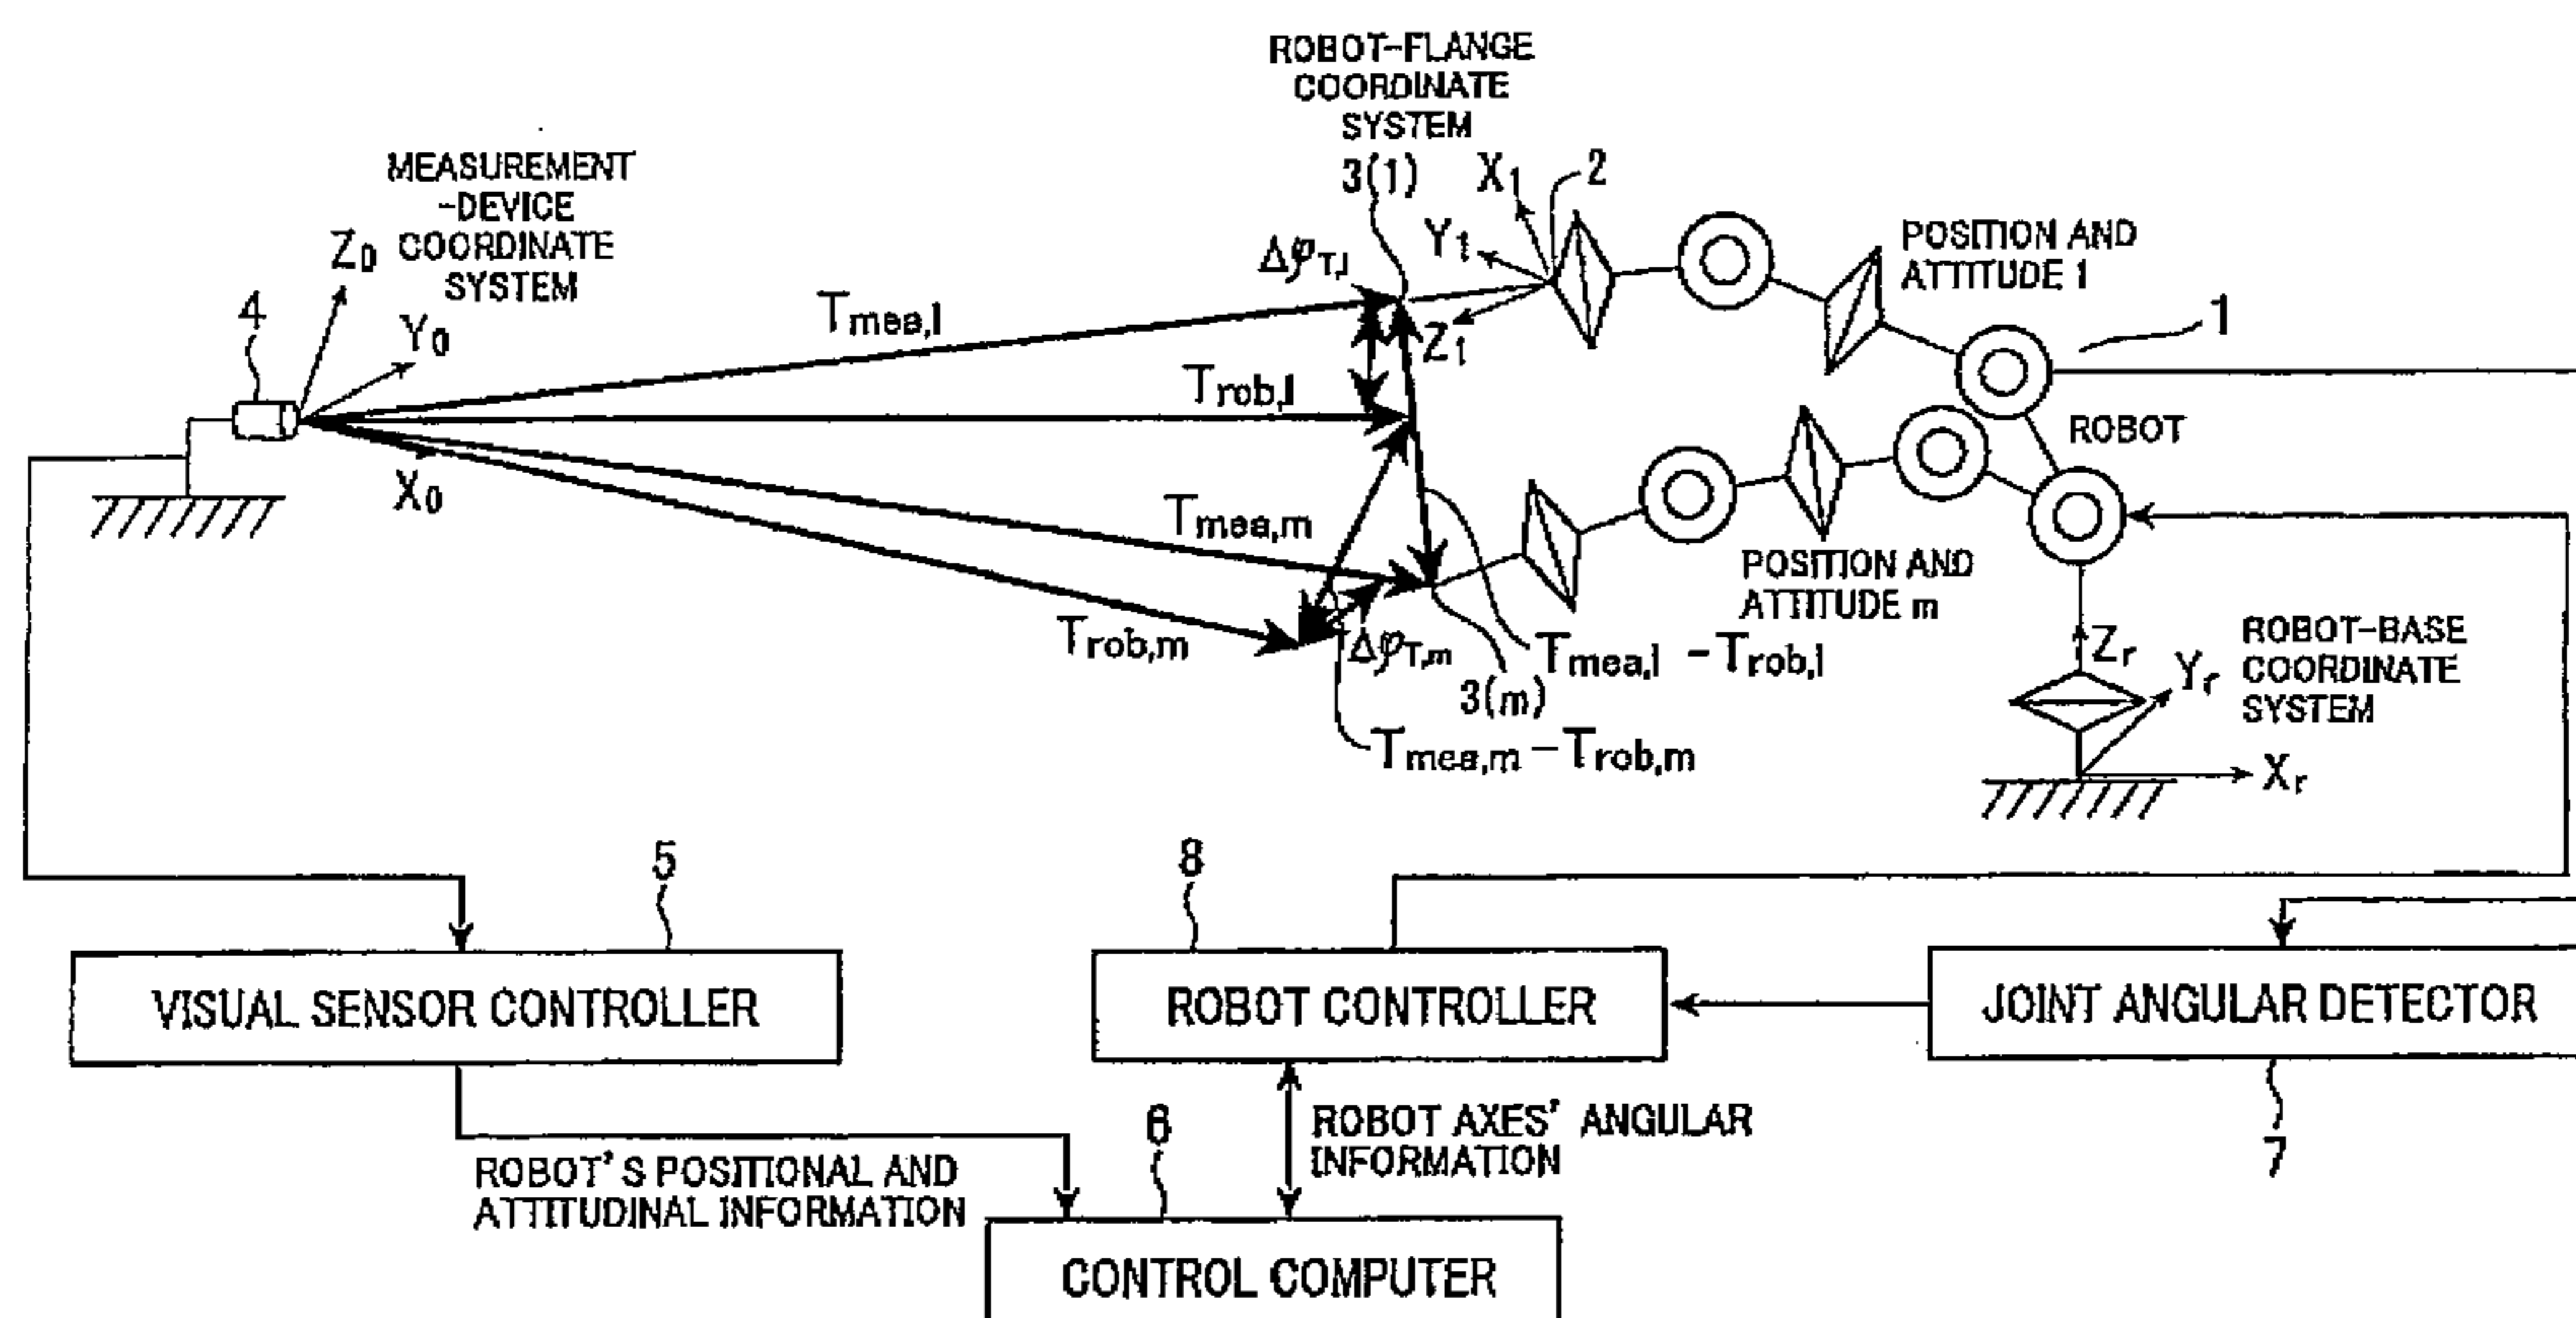 ROBOT-FLANGE
COORDINATE
SYSTEM
3(1)
X1
2
MEASUREMENT
-DEVICE
COORDINATE
SYSTEM
Z0
Y0
4
X0
Tmea,l
ΔφT,l
Y1
Z1
POSITION AND
ATTITUDE 1
1
Trob,l
ROBOT
Tmea,m
POSITION AND
ATTITUDE m
Trob,m
ΔφT,m
Tmea,l -Trob,l
3(m)
Tmea,m-Trob,m
Zr
Yr
Xr
ROBOT-BASE
COORDINATE
SYSTEM
5
8
VISUAL SENSOR CONTROLLER
ROBOT CONTROLLER
JOINT ANGULAR DETECTOR
7
6
ROBOT AXES' ANGULAR
INFORMATION
ROBOT'S POSITIONAL AND
ATTITUDINAL INFORMATION
CONTROL COMPUTER